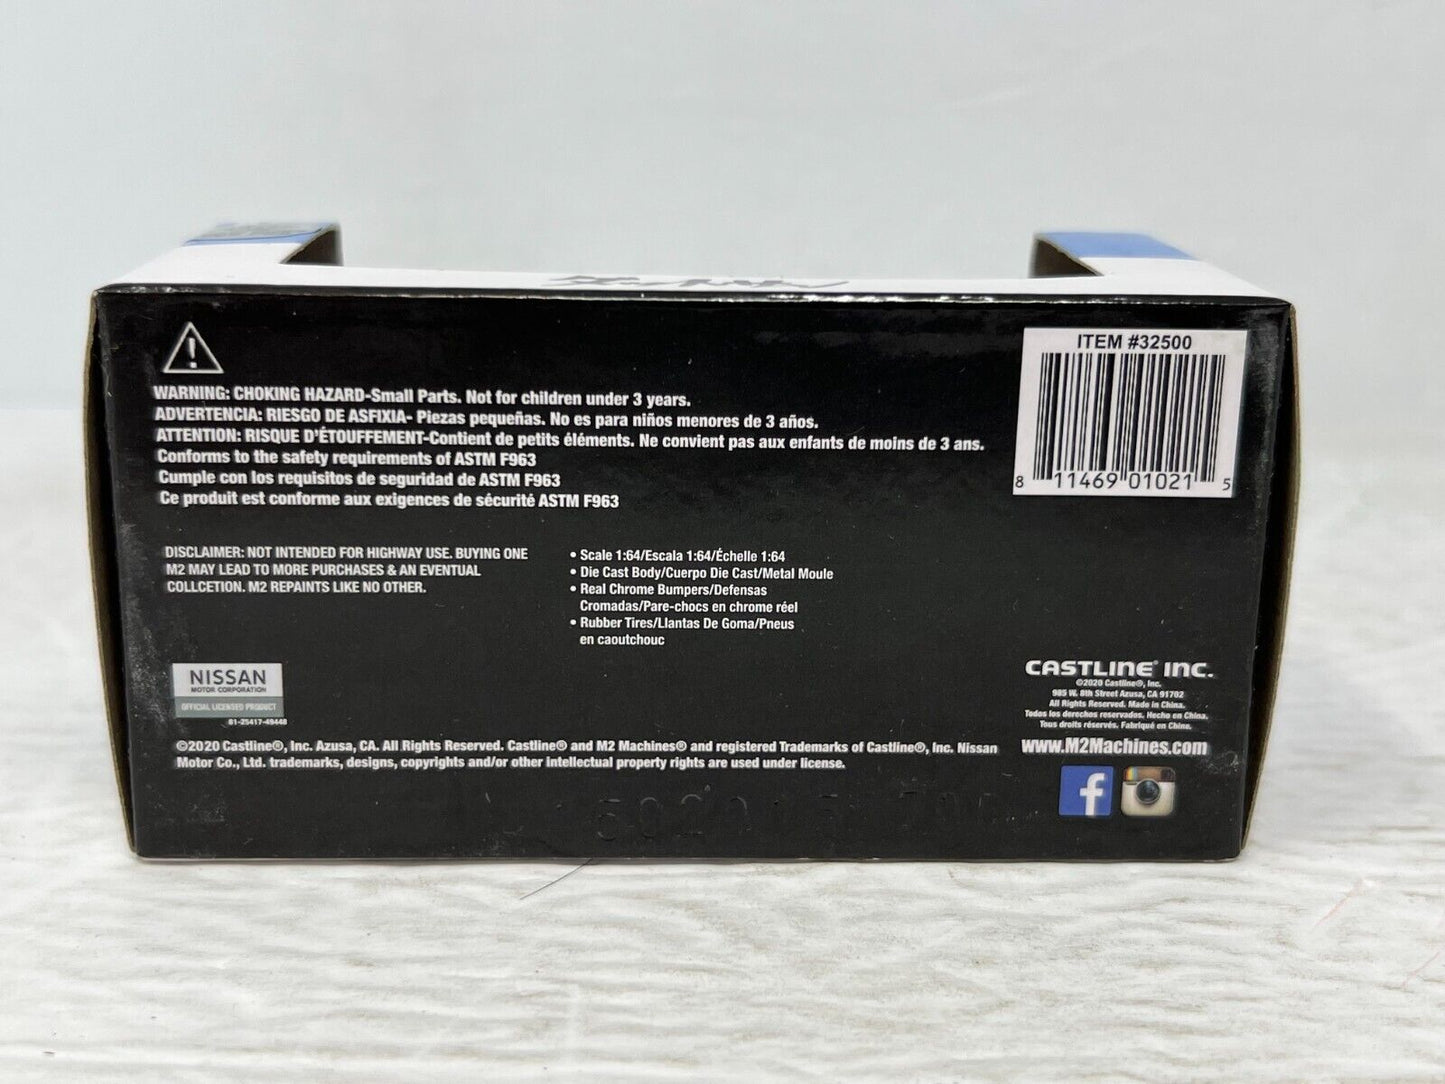 WARNING: CHOKING HAZARD-Small Parts. Not for children under 3 years.
ADVERTENCIA: RIESGO DE ASFIXIA- Piezas pequeñas. No es para niños menores de 3 años.
ATTENTION: RISQUE D'ÉTOUFFEMENT-Contient de petits éléments. Ne convient pas aux enfants de moins de 3 ans.
Conforms to the safety requirements of ASTM F963
Cumple con los requisitos de seguridad de ASTM F963
Ce produit est conforme aux exigences de sécurité ASTM F963
ITEM #32500
8 11469 01021 5
DISCLAIMER: NOT INTENDED FOR HIGHWAY USE. BUYING ONE
M2 MAY LEAD TO MORE PURCHASES & AN EVENTUAL
COLLCETION. M2 REPAINTS LIKE NO OTHER.
• Scale 1:64/Escala 1:64/Échelle 1:64
• Die Cast Body/Cuerpo Die Cast/Metal Moule
• Real Chrome Bumpers/Defensas
Cromadas/Pare-chocs en chrome réel
• Rubber Tires/Llantas De Goma/Pneus
en caoutchouc
NISSAN
MOTOR CORPORATION
OFFICIAL LICENSED PRODUCT
81-25417-49448
CASTLINE® INC.
©2020 Castline®, Inc.
985 W. 8th Street Azusa, CA 91702
All Rights Reserved. Made in China.
Todos los derechos reservados. Hecho en China.
Tous droits réservés. Fabriqué en Chine.
www.M2Machines.com
©2020 Castline®, Inc. Azusa, CA. All Rights Reserved. Castline® and M2 Machines® and registered Trademarks of Castline®, Inc. Nissan
Motor Co., Ltd. trademarks, designs, copyrights and/or other intellectual property rights are used under license.
f